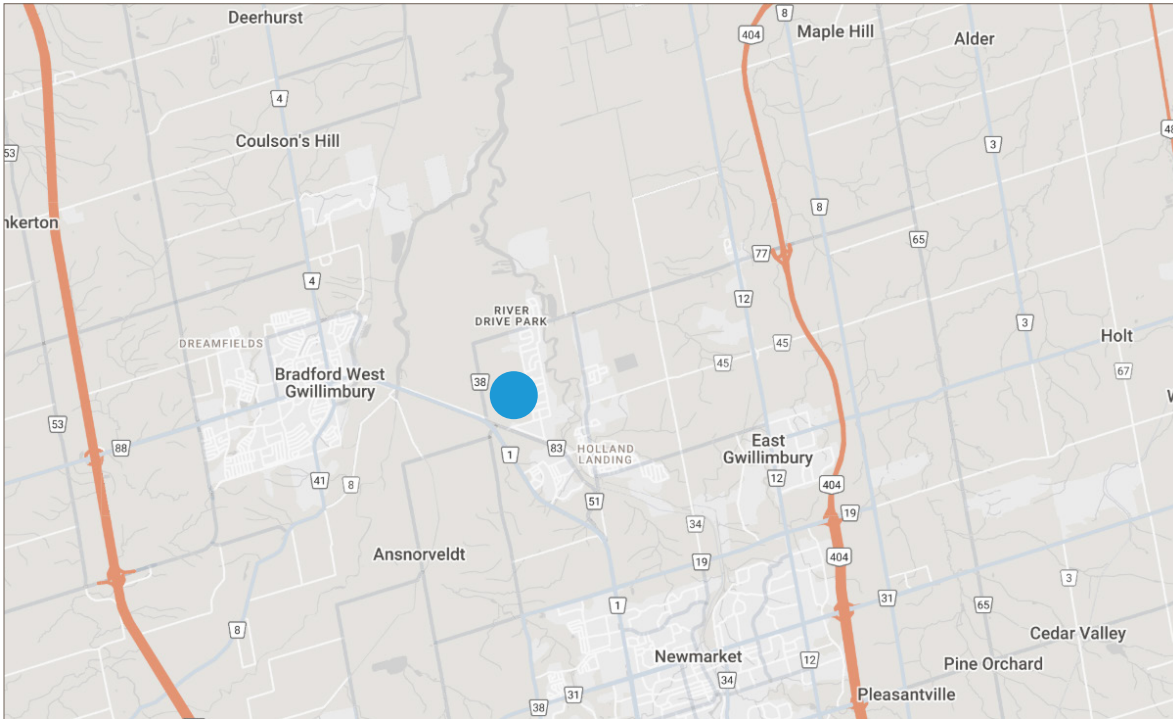 Deerhurst
8
404
Maple Hill
Alder
4
48
Coulson's Hill
3
53
nkerton
8
65
77
4
12
RIVER
DRIVE PARK
3
DREAMFIELDS
45
Holt
45
Bradford West
Gwillimbury
38
67
W
53
88
83
East
Gwillimbury
1
HOLLAND
LANDING
41
8
12
404
51
19
34
Ansnorveldt
404
19
3
31
1
65
8
Cedar Valley
Newmarket
12
Pine Orchard
34
31
38
Pleasantville